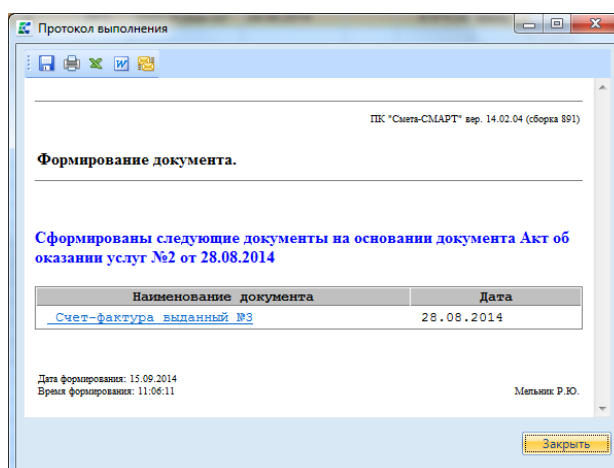 Протокол выполнения
ПК "Смета-СМАРТ" вер. 14.02.04 (сборка 891)
Формирование документа.
Сформированы следующие документы на основании документа Акт об
оказании услуг №2 от 28.08.2014
Наименование документа Дата
Счет-фактура выданный №3 28.08.2014
Дата формирования: 15.09.2014
Время формирования: 11:06:11 Мельник Р.Ю.
Закрыть